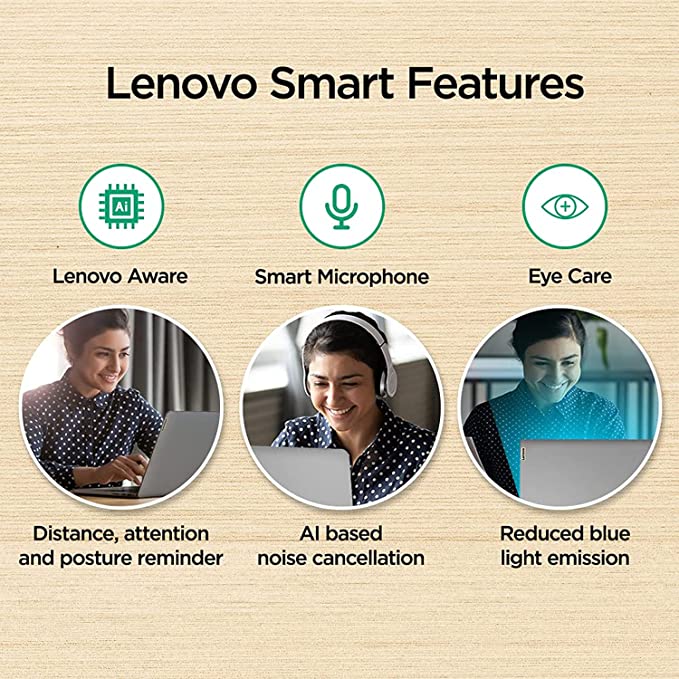 Lenovo Smart Features
Ai
Lenovo Aware
Smart Microphone
Eye Care
Lenovo
Distance, attention
and posture reminder
AI based
noise cancellation
Reduced blue
light emission